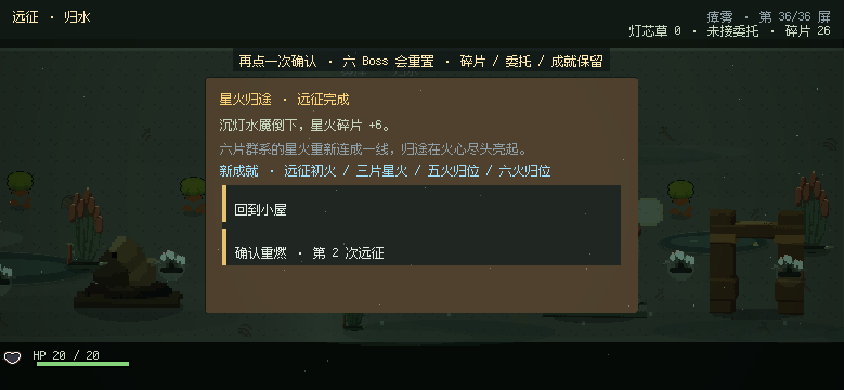 远征 · 归水
瘴雾 · 第 36/36 屏
灯芯草 0 · 未接委托 · 碎片 26
再点一次确认 · 六 Boss 会重置 · 碎片 / 委托 / 成就保留
星火归途 · 远征完成
沉灯水魇倒下，星火碎片 +6。
六片群系的星火重新连成一线，归途在火心尽头亮起。
新成就 · 远征初火 / 三片星火 / 五火归位 / 六火归位
回到小屋
确认重燃 · 第 2 次远征
HP 20 / 20